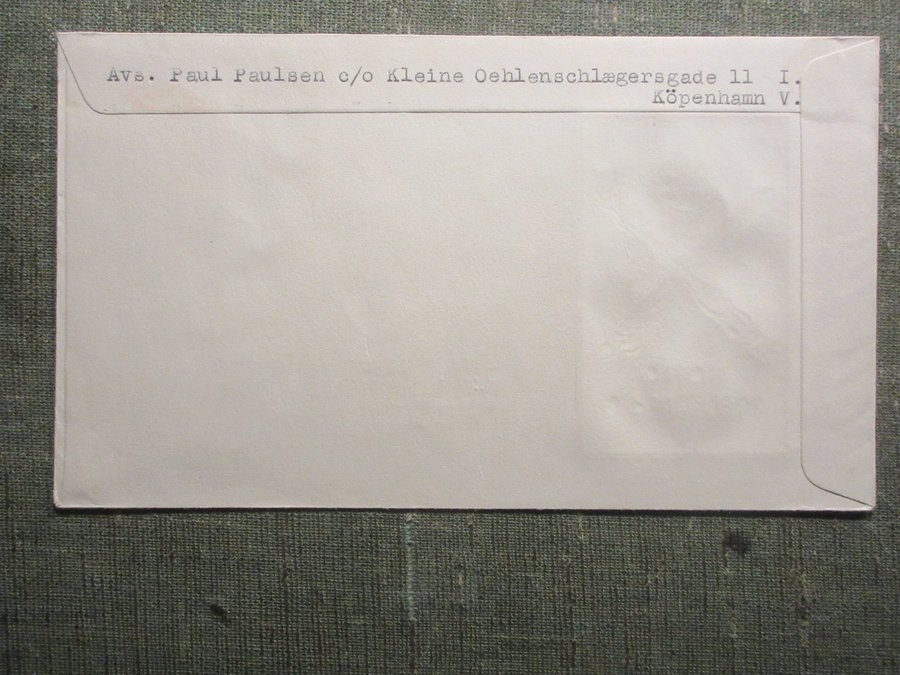 Avs. Paul Paulsen c/o Kleine Oehlenschlægersgade 11 I.
Köpenhamn V.